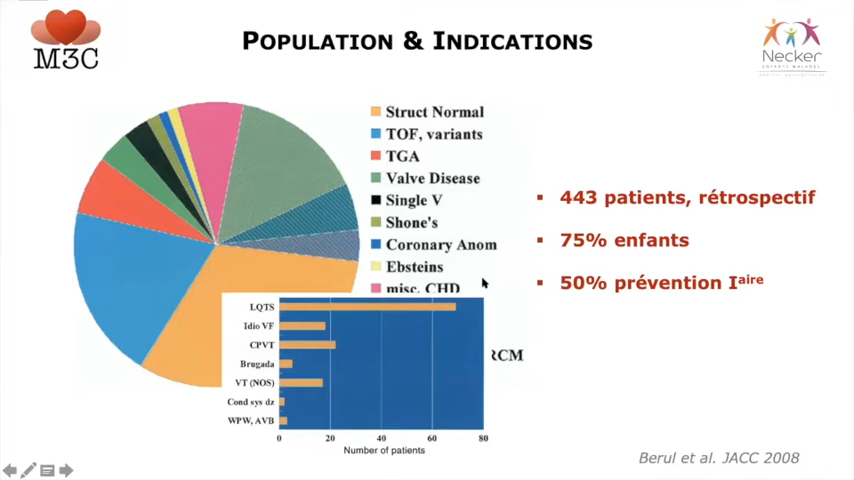 M3C
POPULATION & INDICATIONS
Necker
Struct Normal
TOF, variants
TGA
Valve Disease
Single V
Shone's
Coronary Anom
Ebsteins
misc. CHD
RCM
LQTS
Idio VF
CPVT
Brugada
VT (NOS)
Cond sys dz
WPW, AVB
0 20 40 60 80
Number of patients
▪ 443 patients, rétrospectif
▪ 75% enfants
▪ 50% prévention Iaire
Berul et al. JACC 2008